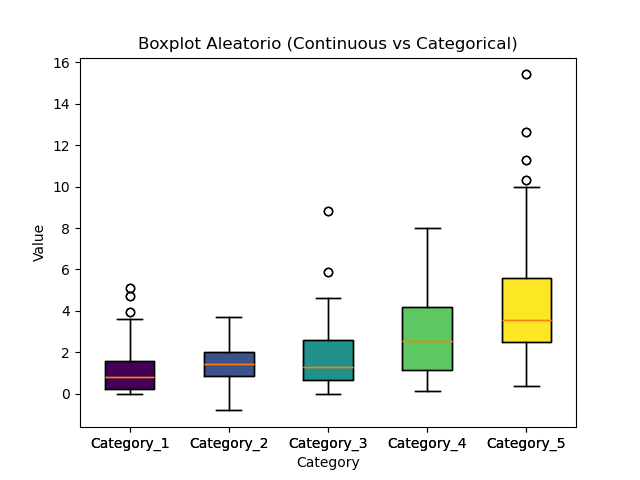 Boxplot Aleatorio (Continuous vs Categorical)
16
14
12
10
8
6
4
2
0
Value
Category_1 Category_2 Category_3 Category_4 Category_5
Category